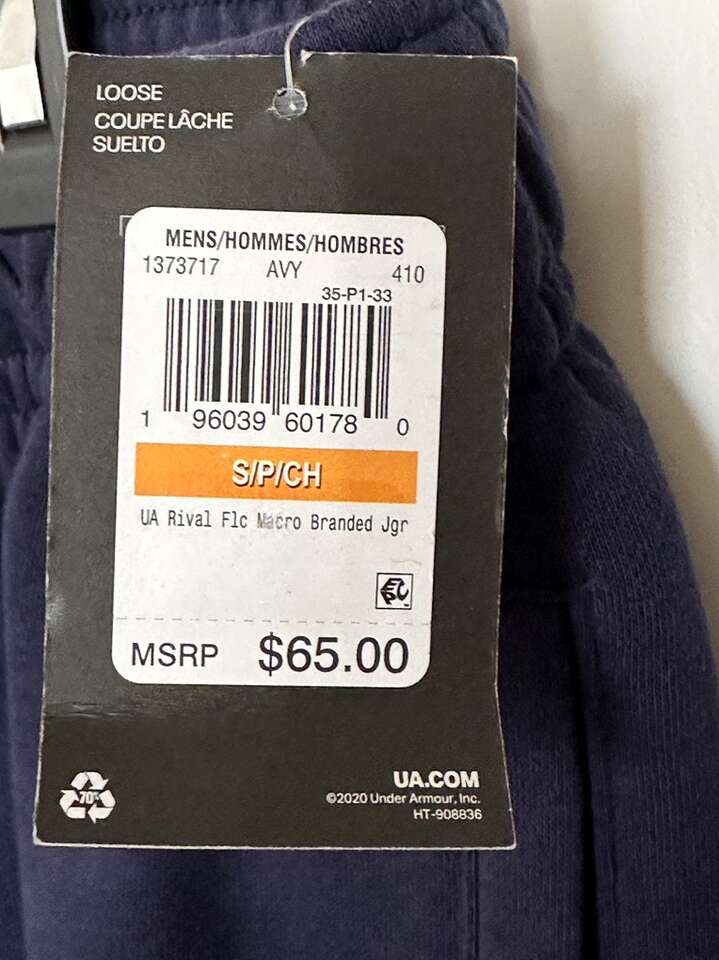 LOOSE
COUPE LÂCHE
SUELTO
MENS/HOMMES/HOMBRES
1373717 AVY 410
35-P1-33
1 96039 60178 0
S/P/CH
UA Rival Flc Macro Branded Jgr
MSRP $65.00
70%
UA.COM
©2020 Under Armour, Inc.
HT-908836